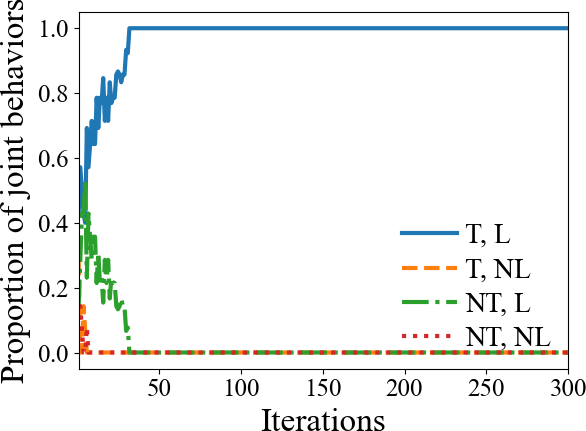 Proportion of joint behaviors
1.0
0.8
0.6
0.4
0.2
0.0
T, L
T, NL
NT, L
NT, NL
50 100 150 200 250 300
Iterations